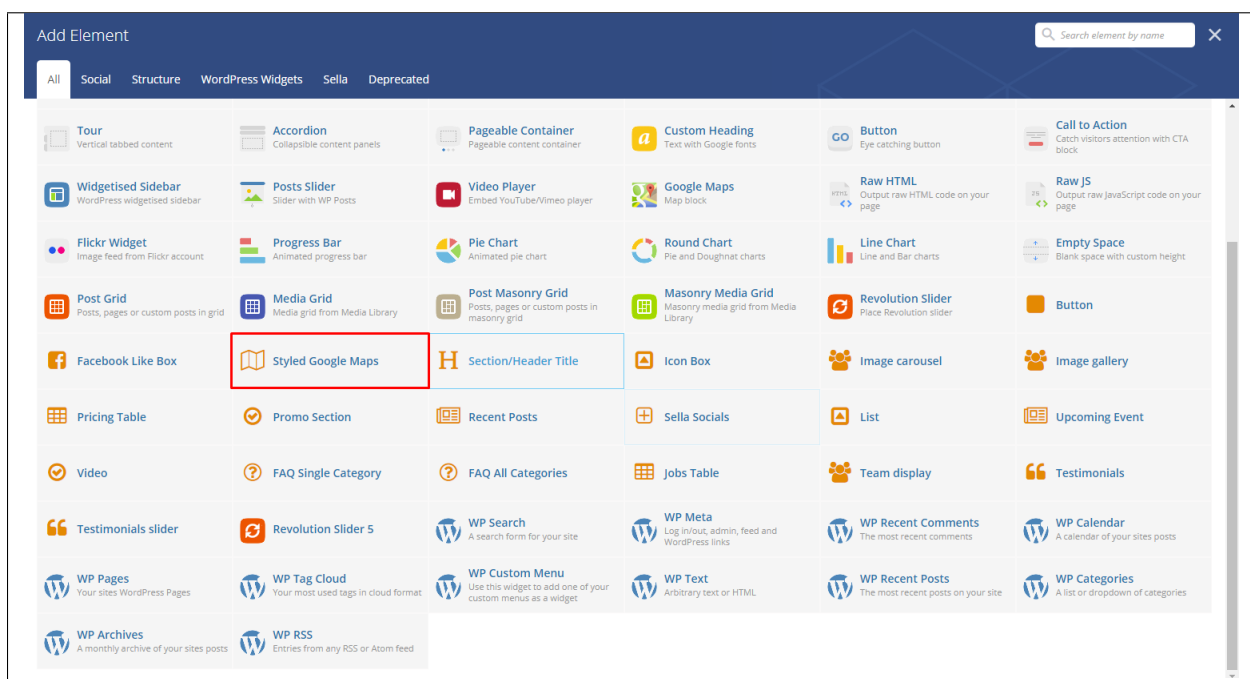 Add Element
Search element by name
All Social Structure WordPress Widgets Sella Deprecated
Tour
Vertical tabbed content
Accordion
Collapsible content panels
Pageable Container
Pageable content container
Custom Heading
Text with Google fonts
GO
Button
Eye catching button
Call to Action
Catch visitors attention with CTA
block
Widgetised Sidebar
WordPress widgetised sidebar
Posts Slider
Slider with WP Posts
Video Player
Embed YouTube/Vimeo player
Google Maps
Map block
HTML
Raw HTML
Output raw HTML code on your
page
JS
Raw JS
Output raw JavaScript code on your
page
Flickr Widget
Image feed from Flickr account
Progress Bar
Animated progress bar
Pie Chart
Animated pie chart
Round Chart
Pie and Doughnat charts
Line Chart
Line and Bar charts
Empty Space
Blank space with custom height
Post Grid
Posts, pages or custom posts in grid
Media Grid
Media grid from Media Library
Post Masonry Grid
Posts, pages or custom posts in
masonry grid
Masonry Media Grid
Masonry media grid from Media
Library
Revolution Slider
Place Revolution slider
Button
Facebook Like Box
Styled Google Maps
Section/Header Title
Icon Box
Image carousel
Image gallery
Pricing Table
Promo Section
Recent Posts
Sella Socials
List
Upcoming Event
Video
FAQ Single Category
FAQ All Categories
Jobs Table
Team display
Testimonials
Testimonials slider
Revolution Slider 5
WP Search
A search form for your site
WP Meta
Log in/out, admin, feed and
WordPress links
WP Recent Comments
The most recent comments
WP Calendar
A calendar of your sites posts
WP Pages
Your sites WordPress Pages
WP Tag Cloud
Your most used tags in cloud format
WP Custom Menu
Use this widget to add one of your
custom menus as a widget
WP Text
Arbitrary text or HTML
WP Recent Posts
The most recent posts on your site
WP Categories
A list or dropdown of categories
WP Archives
A monthly archive of your sites posts
WP RSS
Entries from any RSS or Atom feed